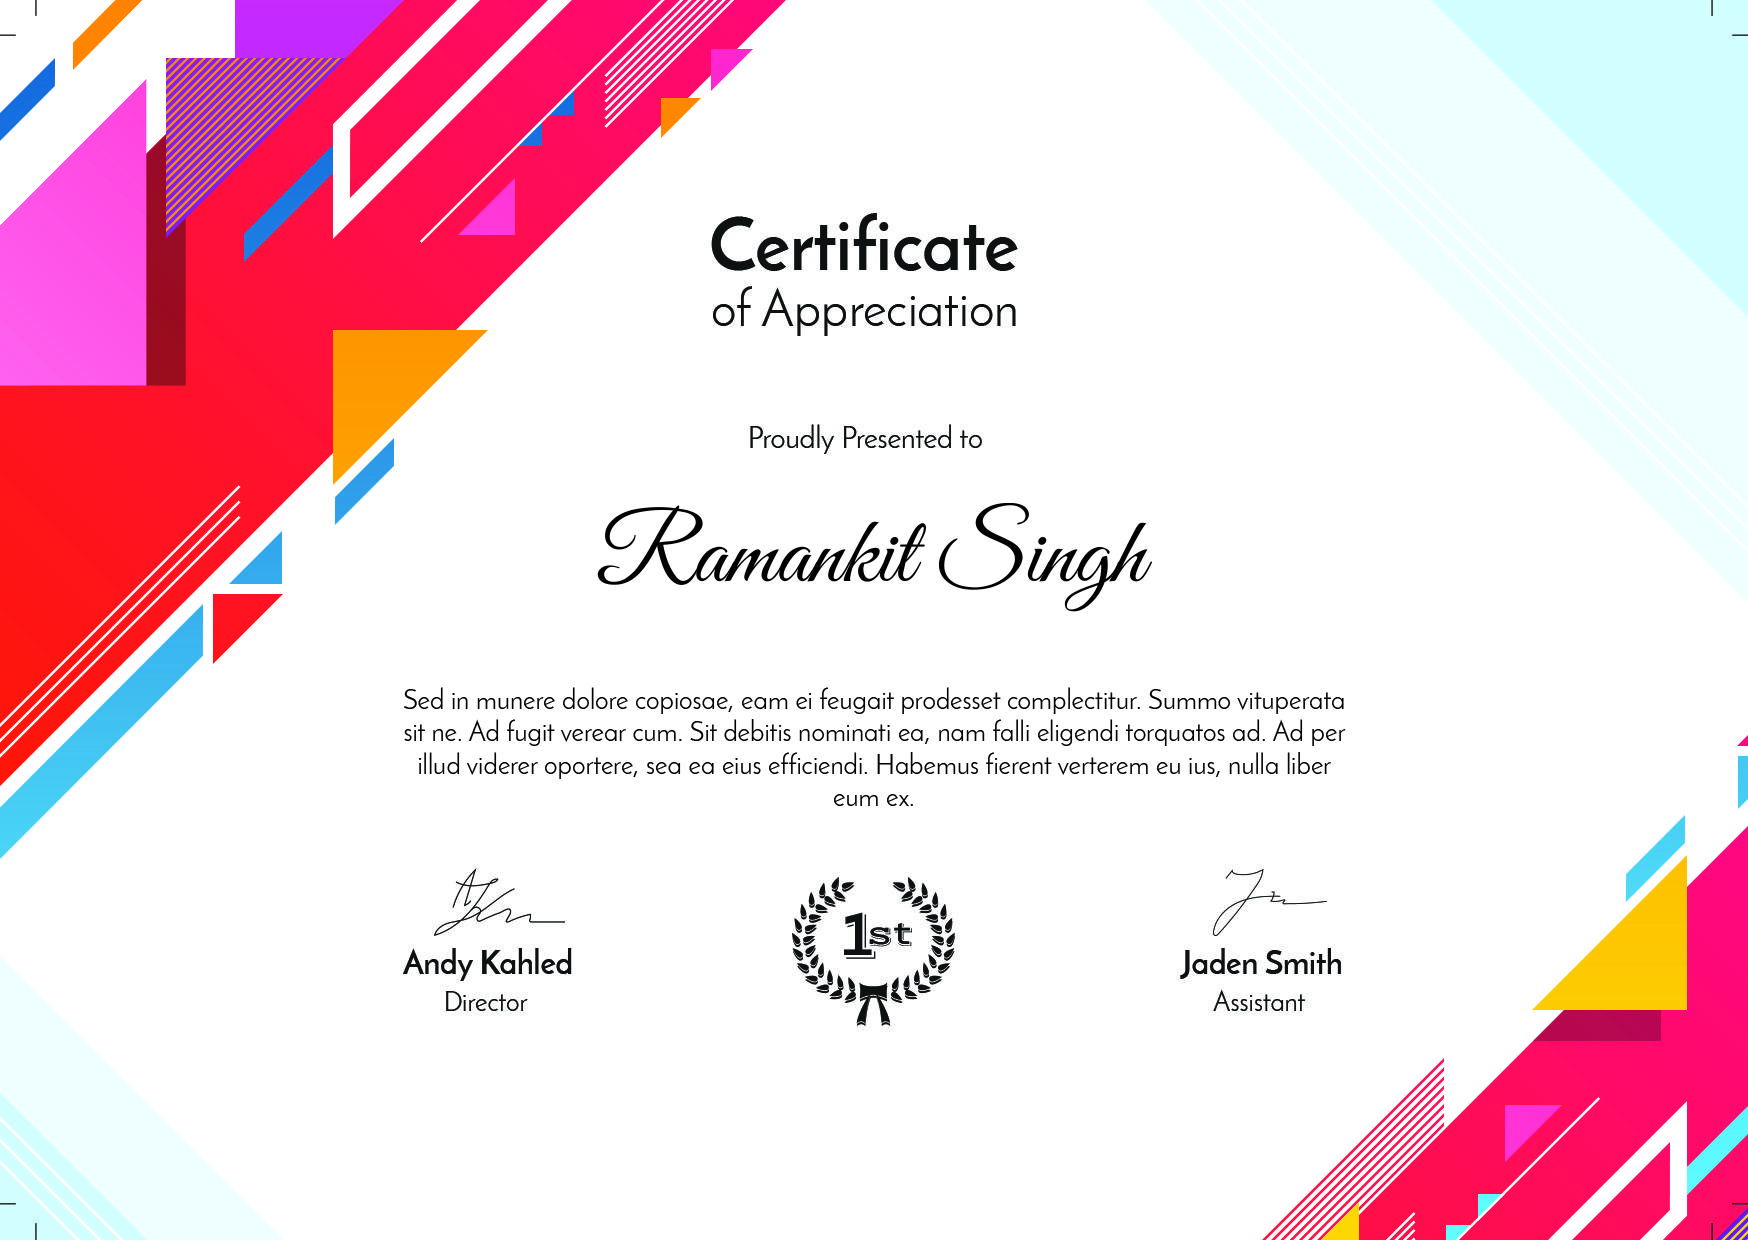 Certificate
of Appreciation
Proudly Presented to
Ramankit Singh
Sed in munere dolore copiosae, eam ei feugait prodesset complectitur. Summo vituperata
sit ne. Ad fugit verear cum. Sit debitis nominati ea, nam falli eligendi torquatos ad. Ad per
illud viderer oportere, sea ea eius efficiendi. Habemus fierent verterem eu ius, nulla liber
eum ex.
1st
Andy Kahled
Director
Jaden Smith
Assistant